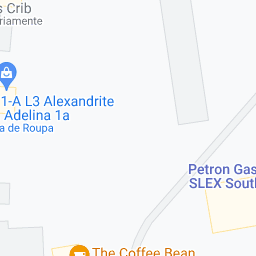 s Crib
riamente
1-A L3 Alexandrite
Adelina 1a
a de Roupa
Petron Gas
SLEX South
The Coffee Bean